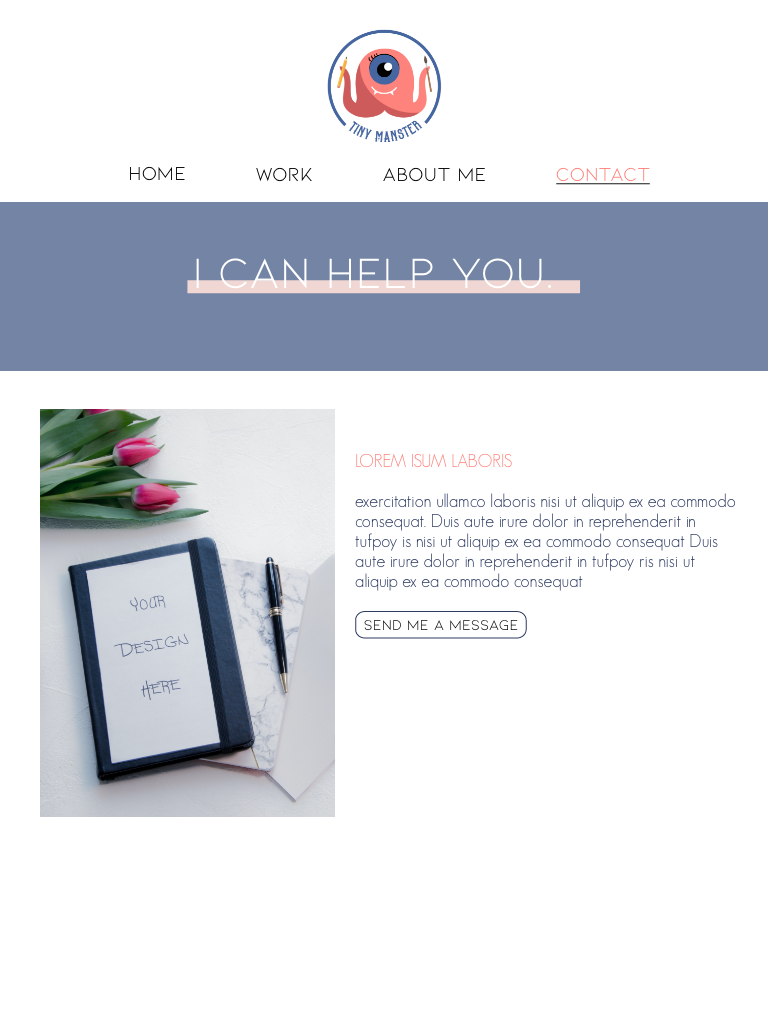 TINY MANSTER
HOME WORK ABOUT ME CONTACT
I CAN HELP YOU.
LOREM ISUM LABORIS
exercitation ullamco laboris nisi ut aliquip ex ea commodo
consequat. Duis aute irure dolor in reprehenderit in
tufpoy is nisi ut aliquip ex ea commodo consequat Duis
aute irure dolor in reprehenderit in tufpoy ris nisi ut
aliquip ex ea commodo consequat
SEND ME A MESSAGE
YOUR
DESIGN
HERE